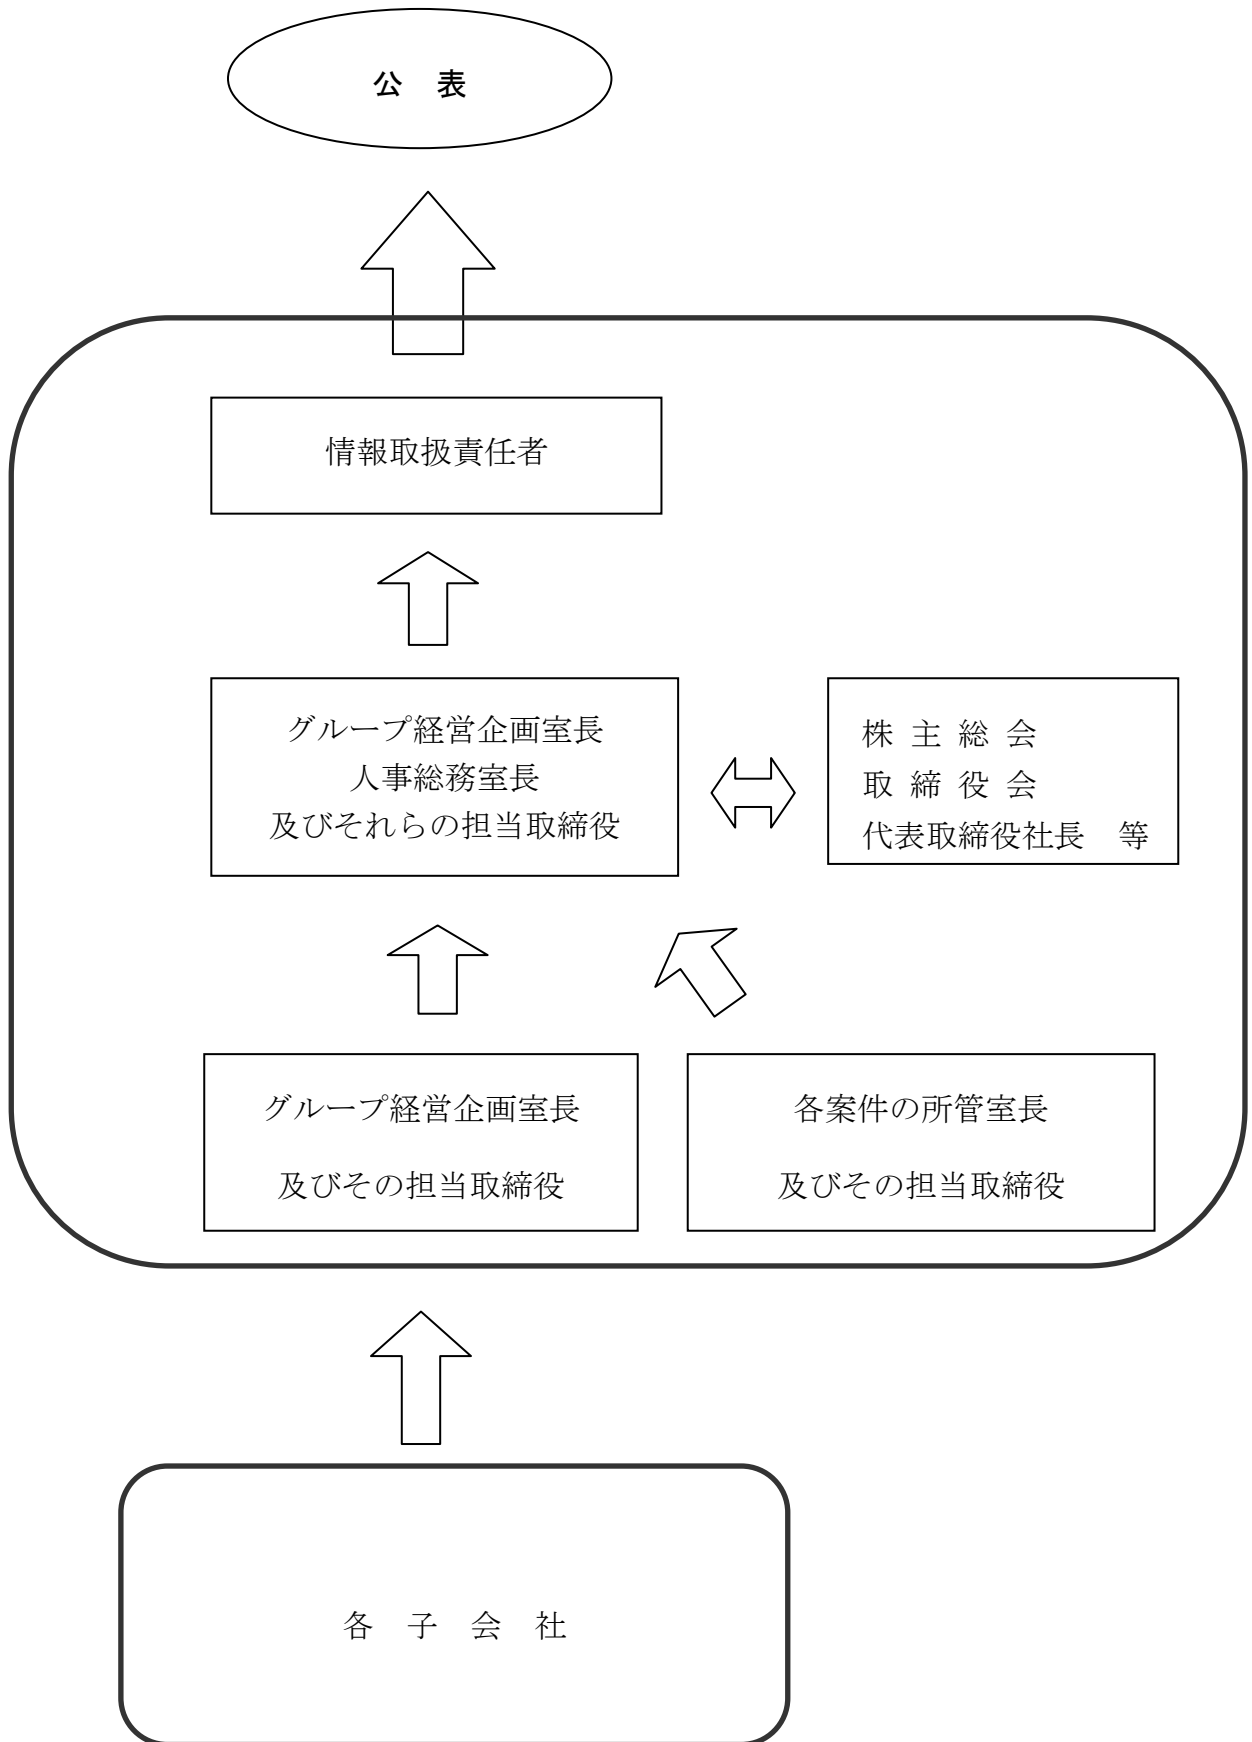 公　表
情報取扱責任者
グループ経営企画室長
人事総務室長
及びそれらの担当取締役
株 主 総 会
取 締 役 会
代表取締役社長　等
グループ経営企画室長
及びその担当取締役
各案件の所管室長
及びその担当取締役
各　子　会　社